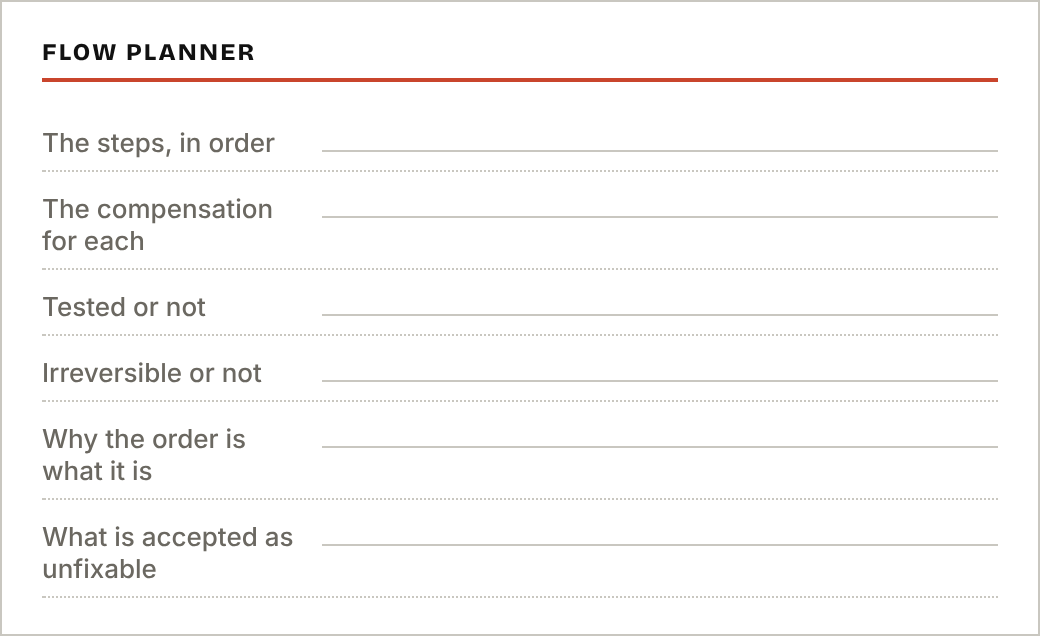 FLOW PLANNER
The steps, in order
The compensation
for each
Tested or not
Irreversible or not
Why the order is
what it is
What is accepted as
unfixable